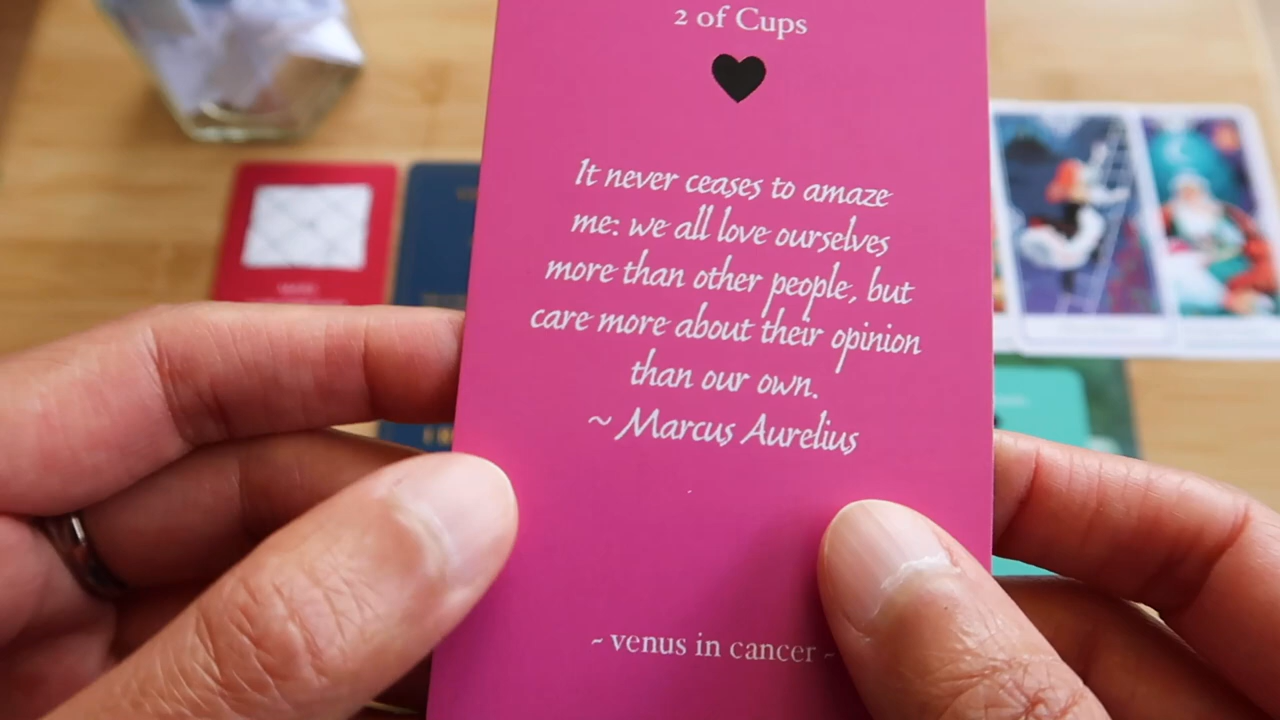 2 of Cups
It never ceases to amaze
me: we all love ourselves
more than other people, but
care more about their opinion
than our own.
~ Marcus Aurelius
~ venus in cancer ~